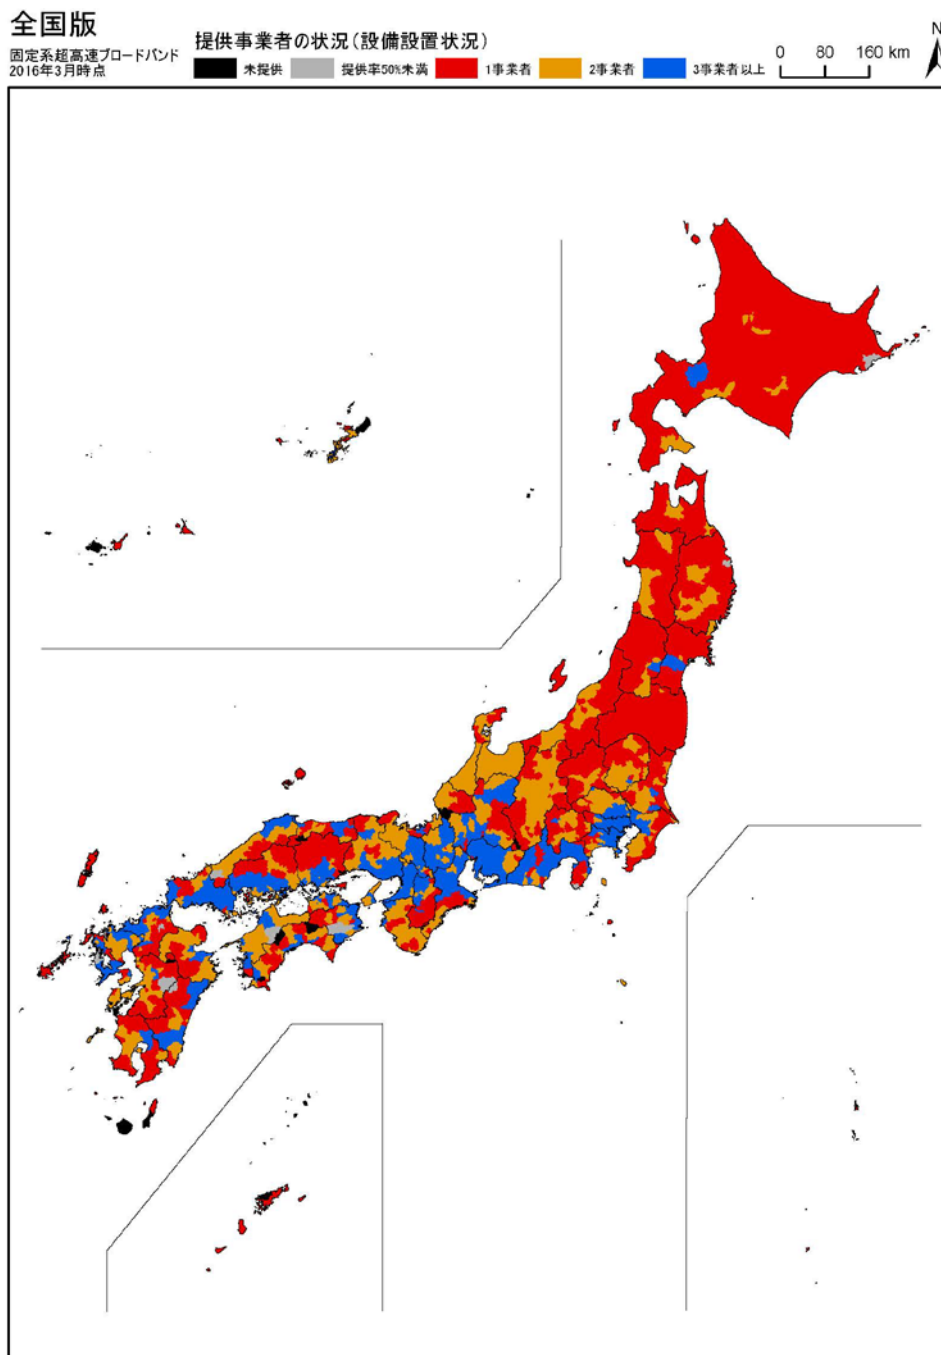 全国版
固定系超高速ブロードバンド
2016年3月時点
提供事業者の状況(設備設置状況)
未提供 提供率50%未満 1事業者 2事業者 3事業者以上
0 80 160 km
N